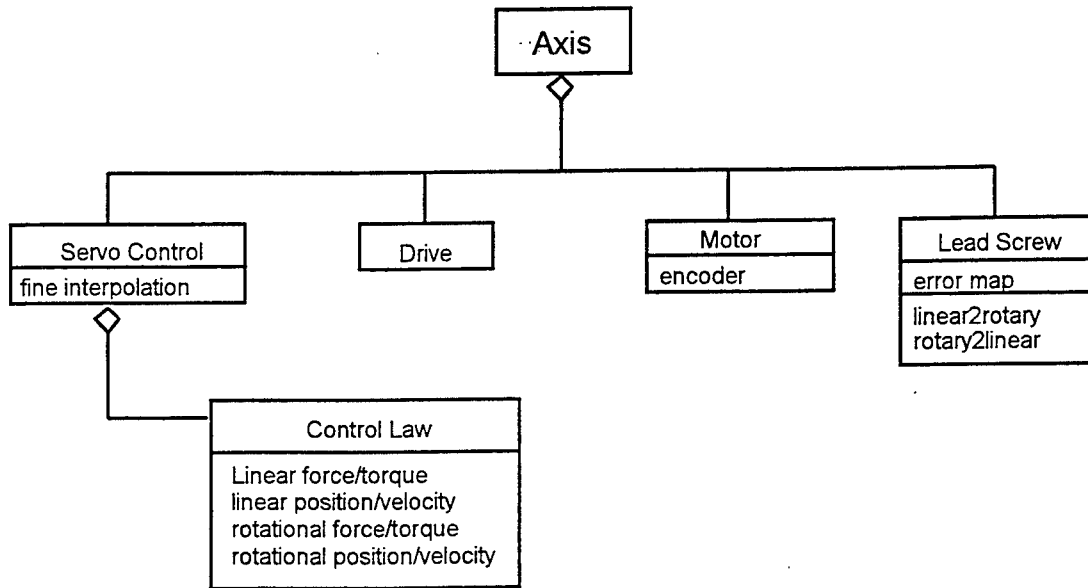 Axis
Servo Control
fine interpolation
Drive
Motor
encoder
Lead Screw
error map
linear2rotary
rotary2linear
Control Law
Linear force/torque
linear position/velocity
rotational force/torque
rotational position/velocity